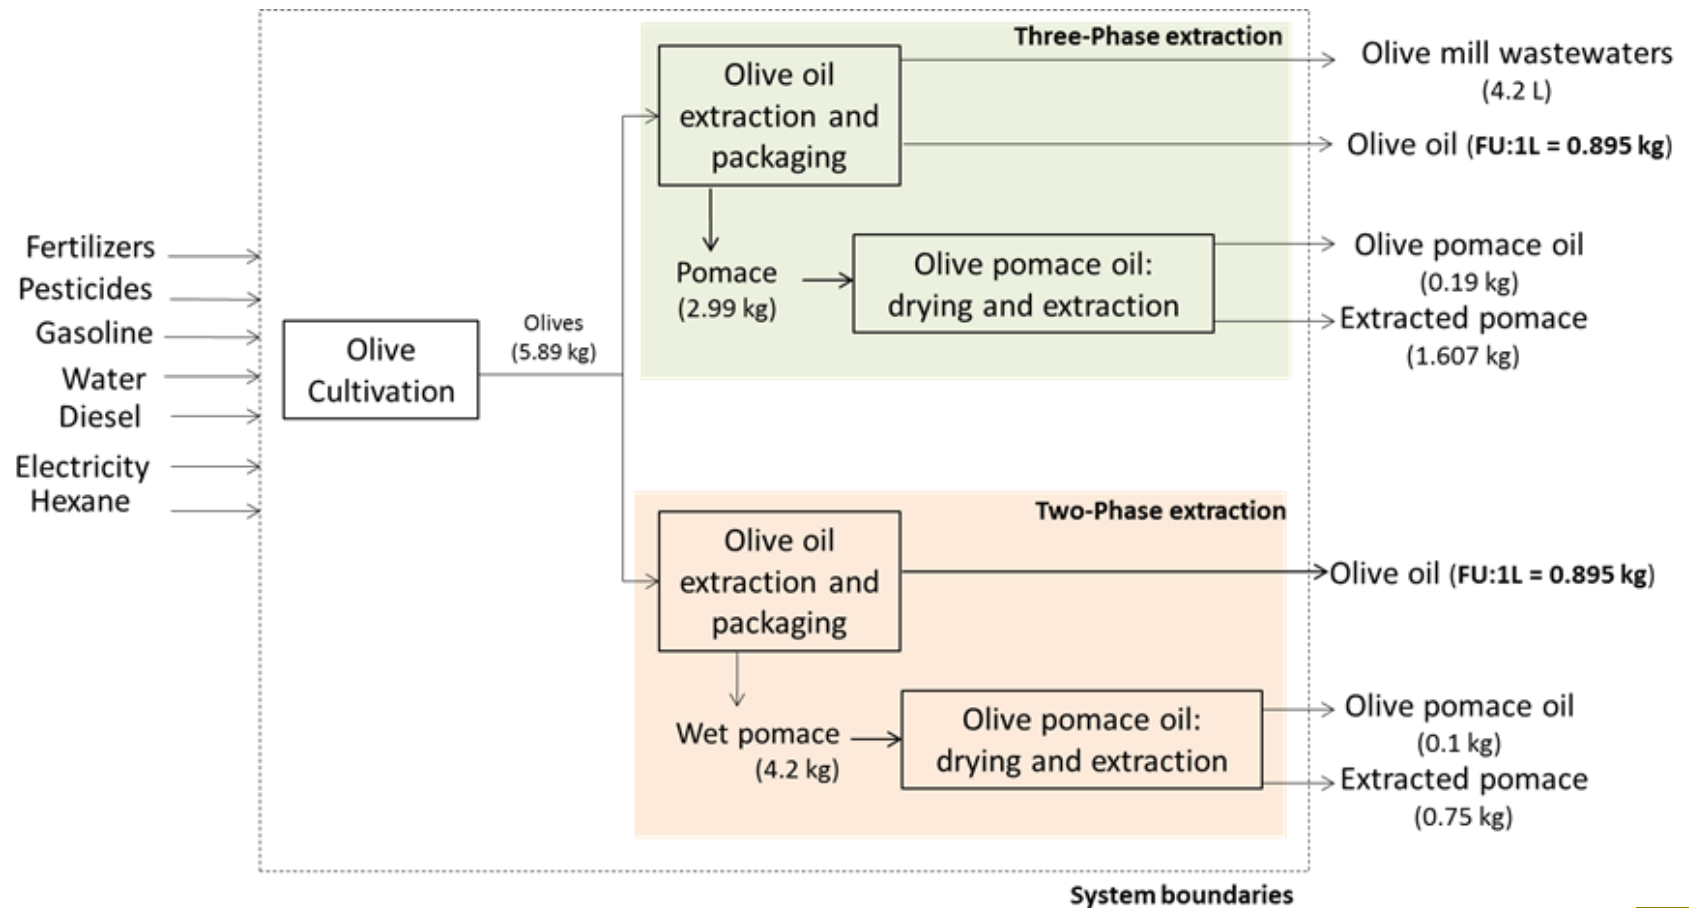 Three-Phase extraction
Olive oil
extraction and
packaging
Olive mill wastewaters
(4.2 L)
Olive oil (FU:1L = 0.895 kg)
Pomace
(2.99 kg)
Olive pomace oil:
drying and extraction
Olive pomace oil
(0.19 kg)
Extracted pomace
(1.607 kg)
Fertilizers
Pesticides
Gasoline
Water
Diesel
Electricity
Hexane
Olive
Cultivation
Olives
(5.89 kg)
Two-Phase extraction
Olive oil
extraction and
packaging
Olive oil (FU:1L = 0.895 kg)
Wet pomace
(4.2 kg)
Olive pomace oil:
drying and extraction
Olive pomace oil
(0.1 kg)
Extracted pomace
(0.75 kg)
System boundaries